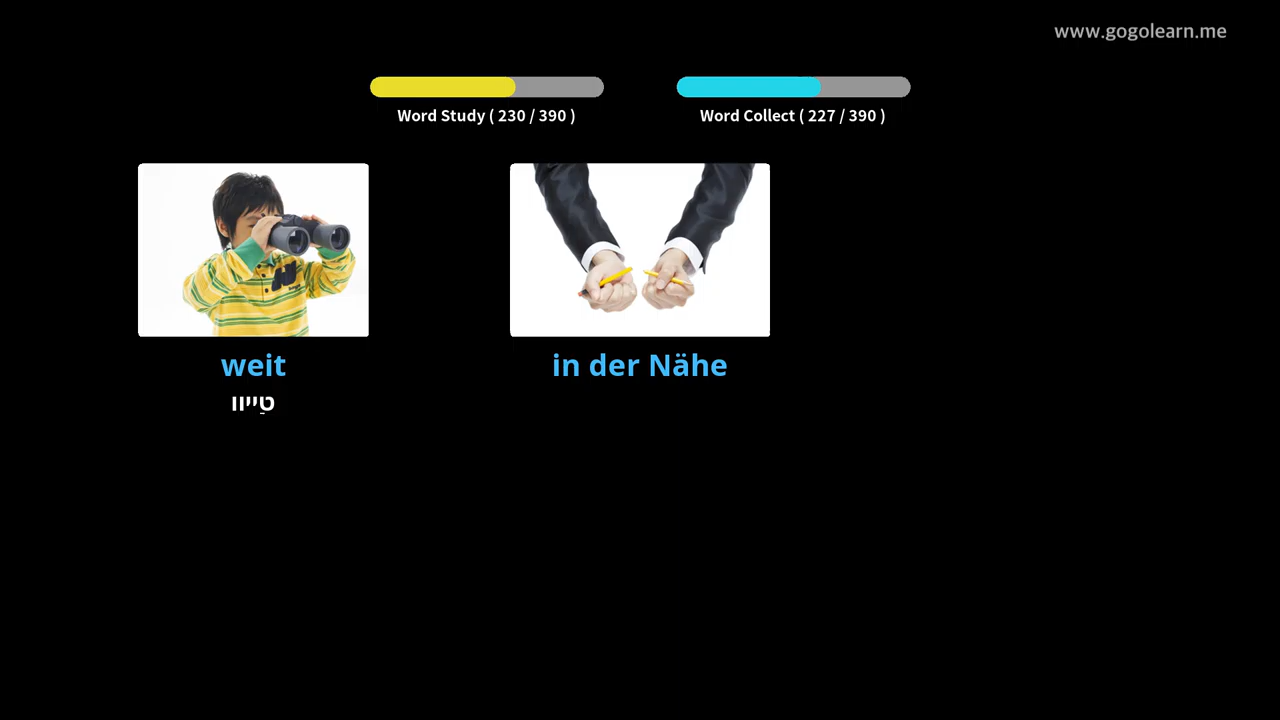 www.gogolearn.me
Word Study ( 230 / 390 )
Word Collect ( 227 / 390 )
weit
in der Nähe
טַייוו